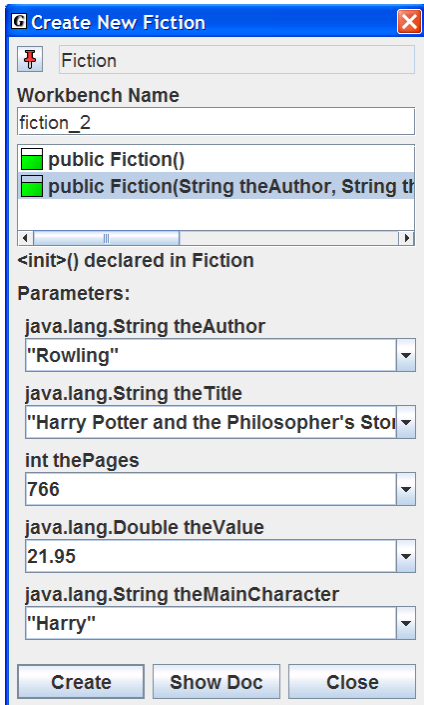 G Create New Fiction
Fiction
Workbench Name
fiction_2
public Fiction()
public Fiction(String theAuthor, String th
<init>() declared in Fiction
Parameters:
java.lang.String theAuthor
"Rowling"
java.lang.String theTitle
"Harry Potter and the Philosopher's Stor
int thePages
766
java.lang.Double theValue
21.95
java.lang.String theMainCharacter
"Harry"
Create Show Doc Close